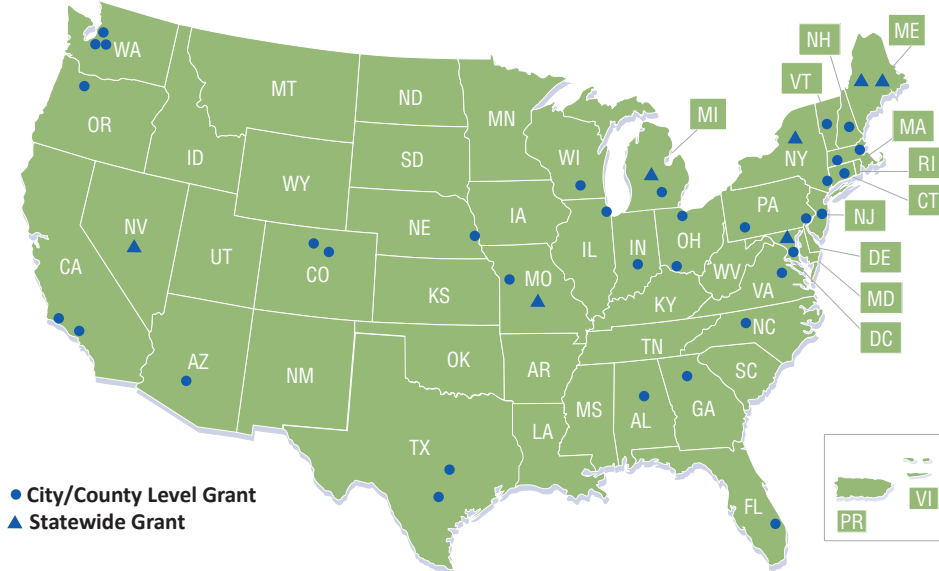 ME
NH
WA
VT
MT
ND
MI
MN
MA
OR
NY
WI
RI
ID
SD
WY
CT
PA
IA
NE
NJ
NV
OH
IL
IN
DE
UT
CA
CO
MO
WV
KS
VA
MD
KY
NC
DC
TN
AZ
OK
NM
AR
SC
MS
AL
GA
LA
TX
● City/County Level Grant
VI
FL
▲ Statewide Grant
PR